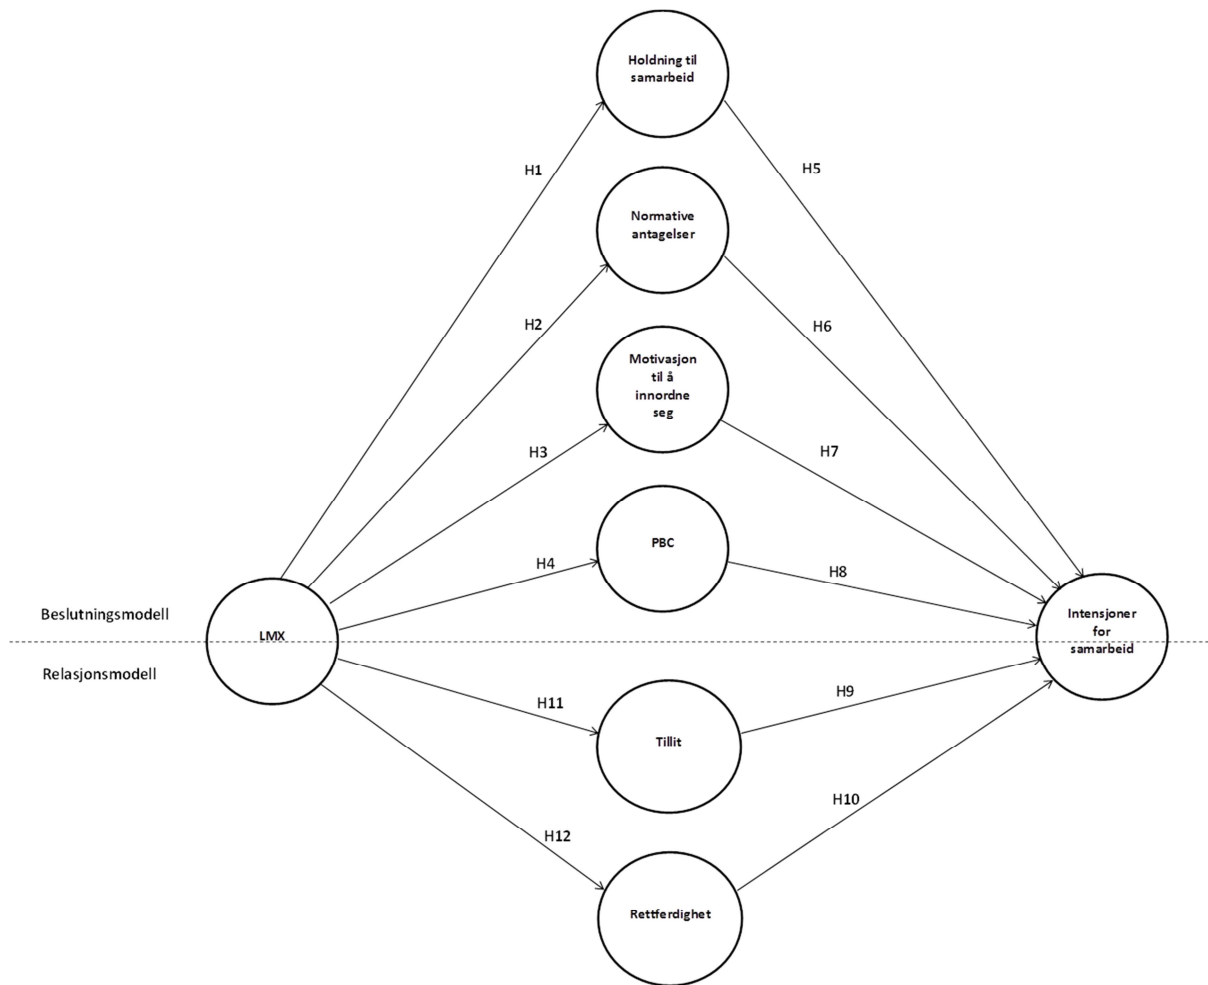 Holdning til
samarbeid
H1
H5
Normative
antagelser
H2
H6
Motivasjon
til å
innordne
seg
H3
H7
PBC
H4
H8
Beslutningsmodell
LMX
Intensjoner
for
samarbeid
Relasjonsmodell
H11
H9
Tillit
H10
H12
Rettferdighet